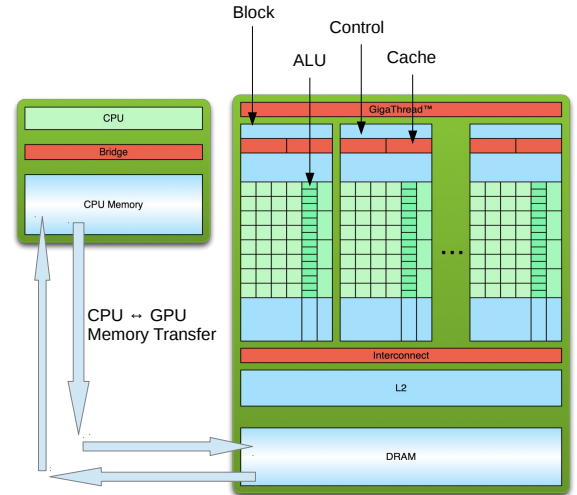 Block
Control
ALU
Cache
GigaThread™
CPU
Bridge
CPU Memory
...
CPU ↔ GPU
Memory Transfer
Interconnect
L2
DRAM